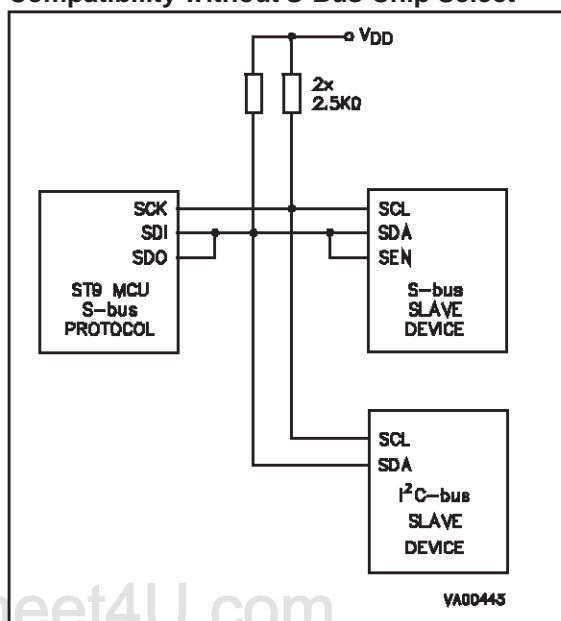 Compatibility without S-Bus Chip Select
VDD
2x
2.5KΩ
SCK
SDI
SDO
ST9 MCU
S-bus
PROTOCOL
SCL
SDA
SEN
S-bus
SLAVE
DEVICE
SCL
SDA
I²C-bus
SLAVE
DEVICE
VA00443
heet4U.com